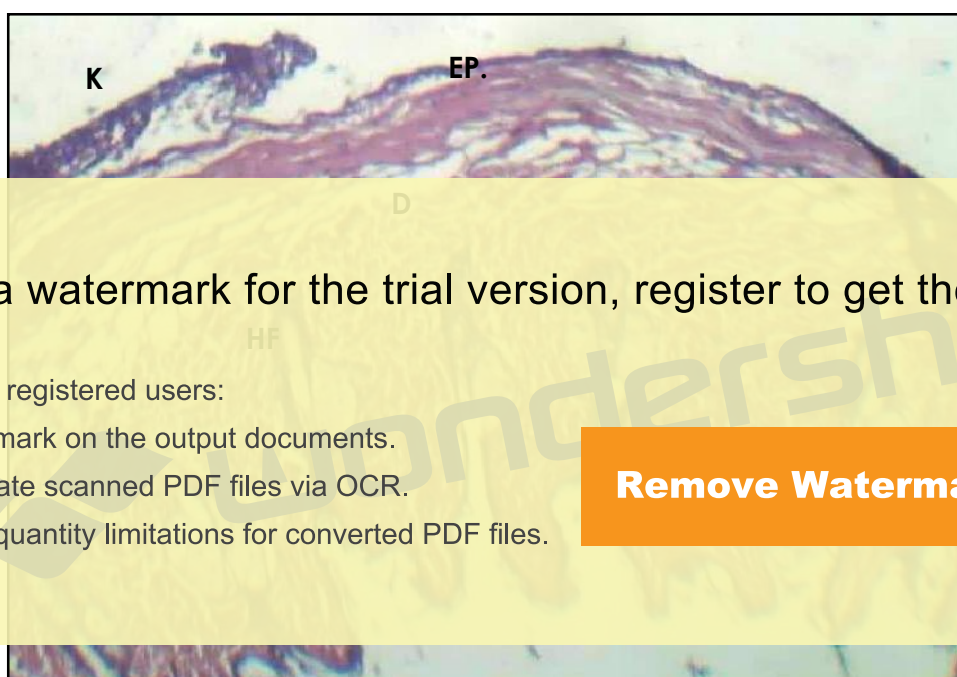 EP.
K
D
a watermark for the trial version, register to get the
HF
registered users:
mark on the output documents.
ate scanned PDF files via OCR.
quantity limitations for converted PDF files.
Remove Waterma
wondersh